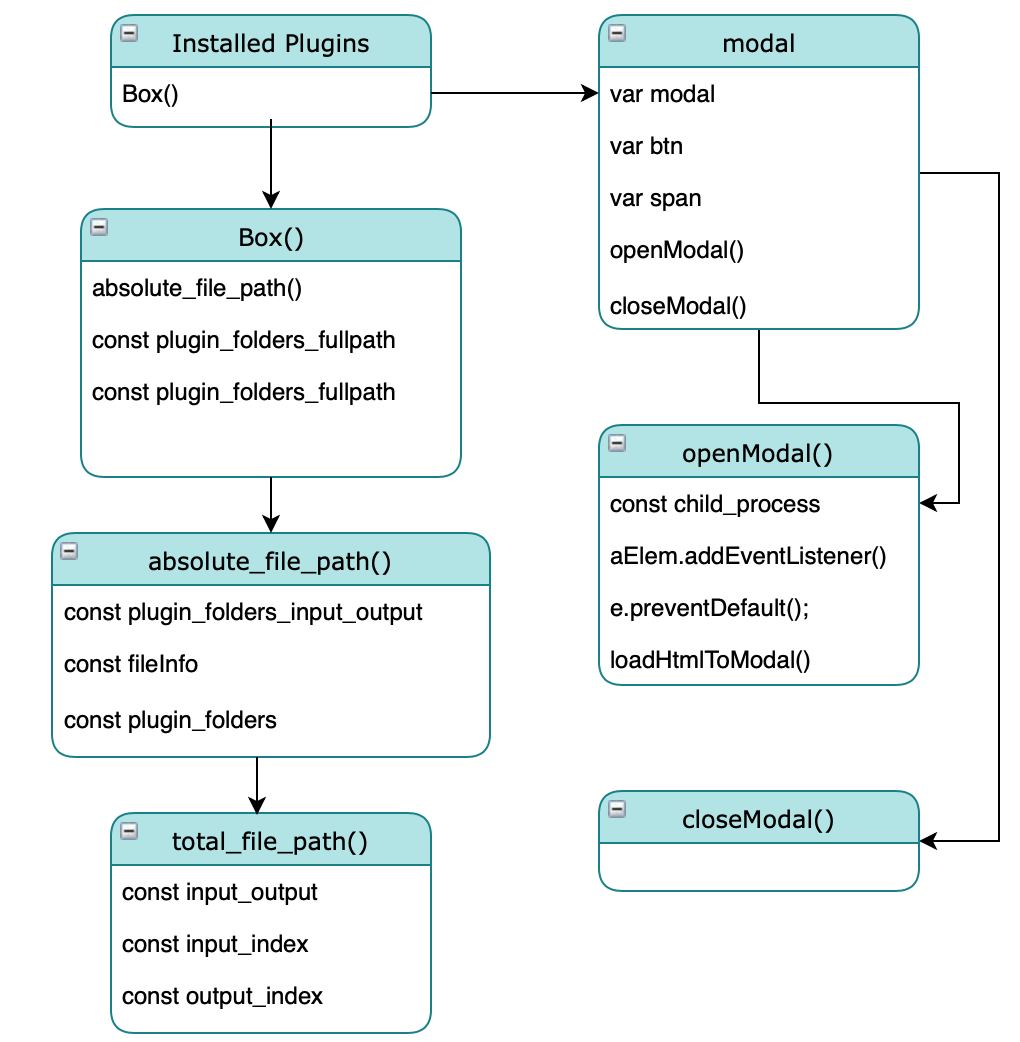 Installed Plugins
Box()
Box()
absolute_file_path()
const plugin_folders_fullpath
const plugin_folders_fullpath
absolute_file_path()
const plugin_folders_input_output
const fileInfo
const plugin_folders
total_file_path()
const input_output
const input_index
const output_index
modal
var modal
var btn
var span
openModal()
closeModal()
openModal()
const child_process
aElem.addEventListener()
e.preventDefault();
loadHtmlToModal()
closeModal()